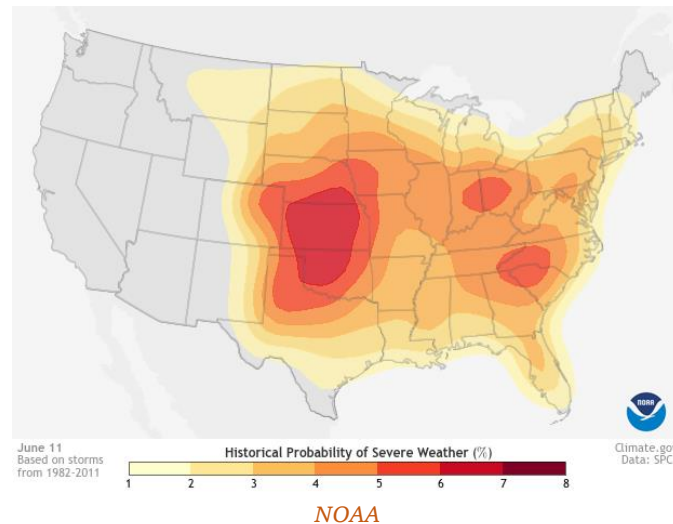 NOAA
June 11
Based on storms
from 1982-2011
Historical Probability of Severe Weather (%)
1 2 3 4 5 6 7 8
Climate.gov
Data: SPC
NOAA